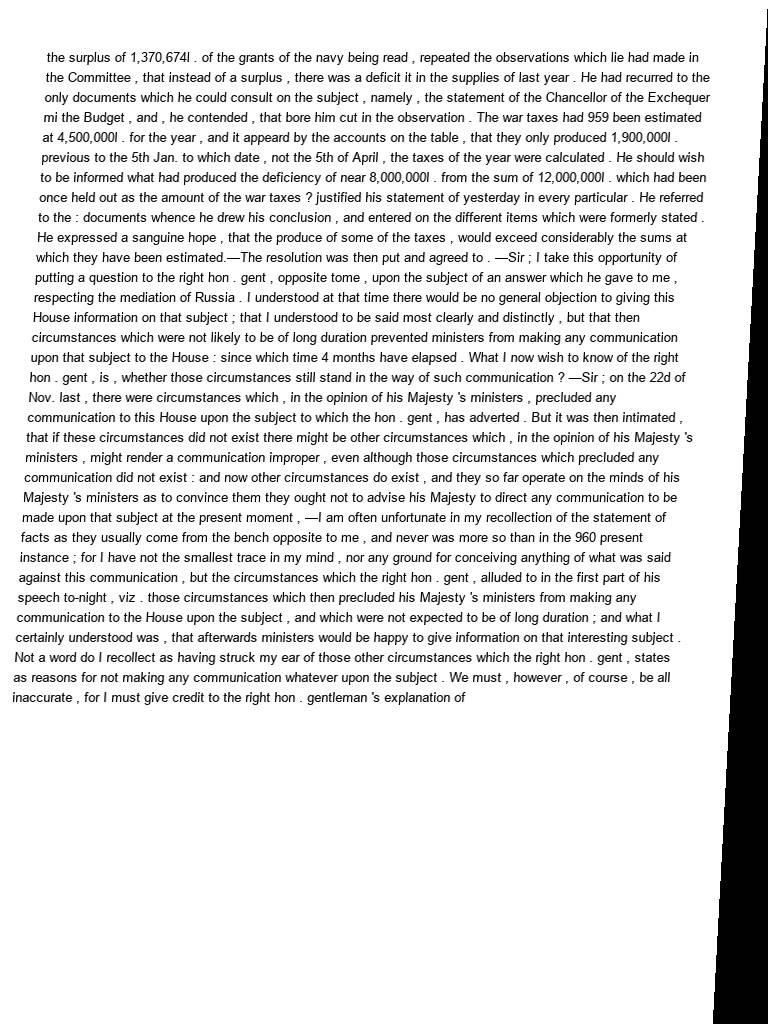 the surplus of 1,370,674l . of the grants of the navy being read , repeated the observations which lie had made in
the Committee , that instead of a surplus , there was a deficit it in the supplies of last year . He had recurred to the
only documents which he could consult on the subject , namely , the statement of the Chancellor of the Exchequer
mi the Budget , and , he contended , that bore him cut in the observation . The war taxes had 959 been estimated
at 4,500,000l . for the year , and it appeard by the accounts on the table , that they only produced 1,900,000l .
previous to the 5th Jan. to which date , not the 5th of April , the taxes of the year were calculated . He should wish
to be informed what had produced the deficiency of near 8,000,000l . from the sum of 12,000,000l . which had been
once held out as the amount of the war taxes ? justified his statement of yesterday in every particular . He referred
to the : documents whence he drew his conclusion , and entered on the different items which were formerly stated .
He expressed a sanguine hope , that the produce of some of the taxes , would exceed considerably the sums at
which they have been estimated.—The resolution was then put and agreed to . —Sir ; I take this opportunity of
putting a question to the right hon . gent , opposite tome , upon the subject of an answer which he gave to me ,
respecting the mediation of Russia . I understood at that time there would be no general objection to giving this
House information on that subject ; that I understood to be said most clearly and distinctly , but that then
circumstances which were not likely to be of long duration prevented ministers from making any communication
upon that subject to the House : since which time 4 months have elapsed . What I now wish to know of the right
hon . gent , is , whether those circumstances still stand in the way of such communication ? —Sir ; on the 22d of
Nov. last , there were circumstances which , in the opinion of his Majesty 's ministers , precluded any
communication to this House upon the subject to which the hon . gent , has adverted . But it was then intimated ,
that if these circumstances did not exist there might be other circumstances which , in the opinion of his Majesty 's
ministers , might render a communication improper , even although those circumstances which precluded any
communication did not exist : and now other circumstances do exist , and they so far operate on the minds of his
Majesty 's ministers as to convince them they ought not to advise his Majesty to direct any communication to be
made upon that subject at the present moment , —I am often unfortunate in my recollection of the statement of
facts as they usually come from the bench opposite to me , and never was more so than in the 960 present
instance ; for I have not the smallest trace in my mind , nor any ground for conceiving anything of what was said
against this communication , but the circumstances which the right hon . gent , alluded to in the first part of his
speech to-night , viz . those circumstances which then precluded his Majesty 's ministers from making any
communication to the House upon the subject , and which were not expected to be of long duration ; and what I
certainly understood was , that afterwards ministers would be happy to give information on that interesting subject .
Not a word do I recollect as having struck my ear of those other circumstances which the right hon . gent , states
as reasons for not making any communication whatever upon the subject . We must , however , of course , be all
inaccurate , for I must give credit to the right hon . gentleman 's explanation of